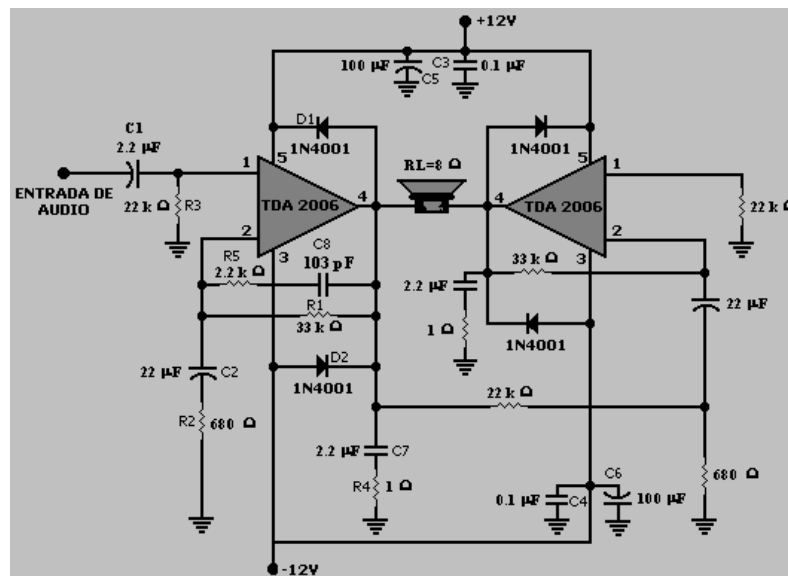 +12V
100 µF
C5
C3
0.1 µF
D1
1N4001
1N4001
C1
2.2 µF
ENTRADA DE
AUDIO
22 k Ω
R3
1
2
5
4
3
TDA 2006
RL=8 Ω
5
1
4
2
3
TDA 2006
22 k Ω
R5
2.2 k Ω
C8
103 pF
R1
33 k Ω
2.2 µF
33 k Ω
1 Ω
22 µF
1N4001
22 µF
C2
D2
1N4001
R2
680 Ω
22 k Ω
2.2 µF
C7
R4
1 Ω
0.1 µF
C4
C6
100 µF
680 Ω
-12V